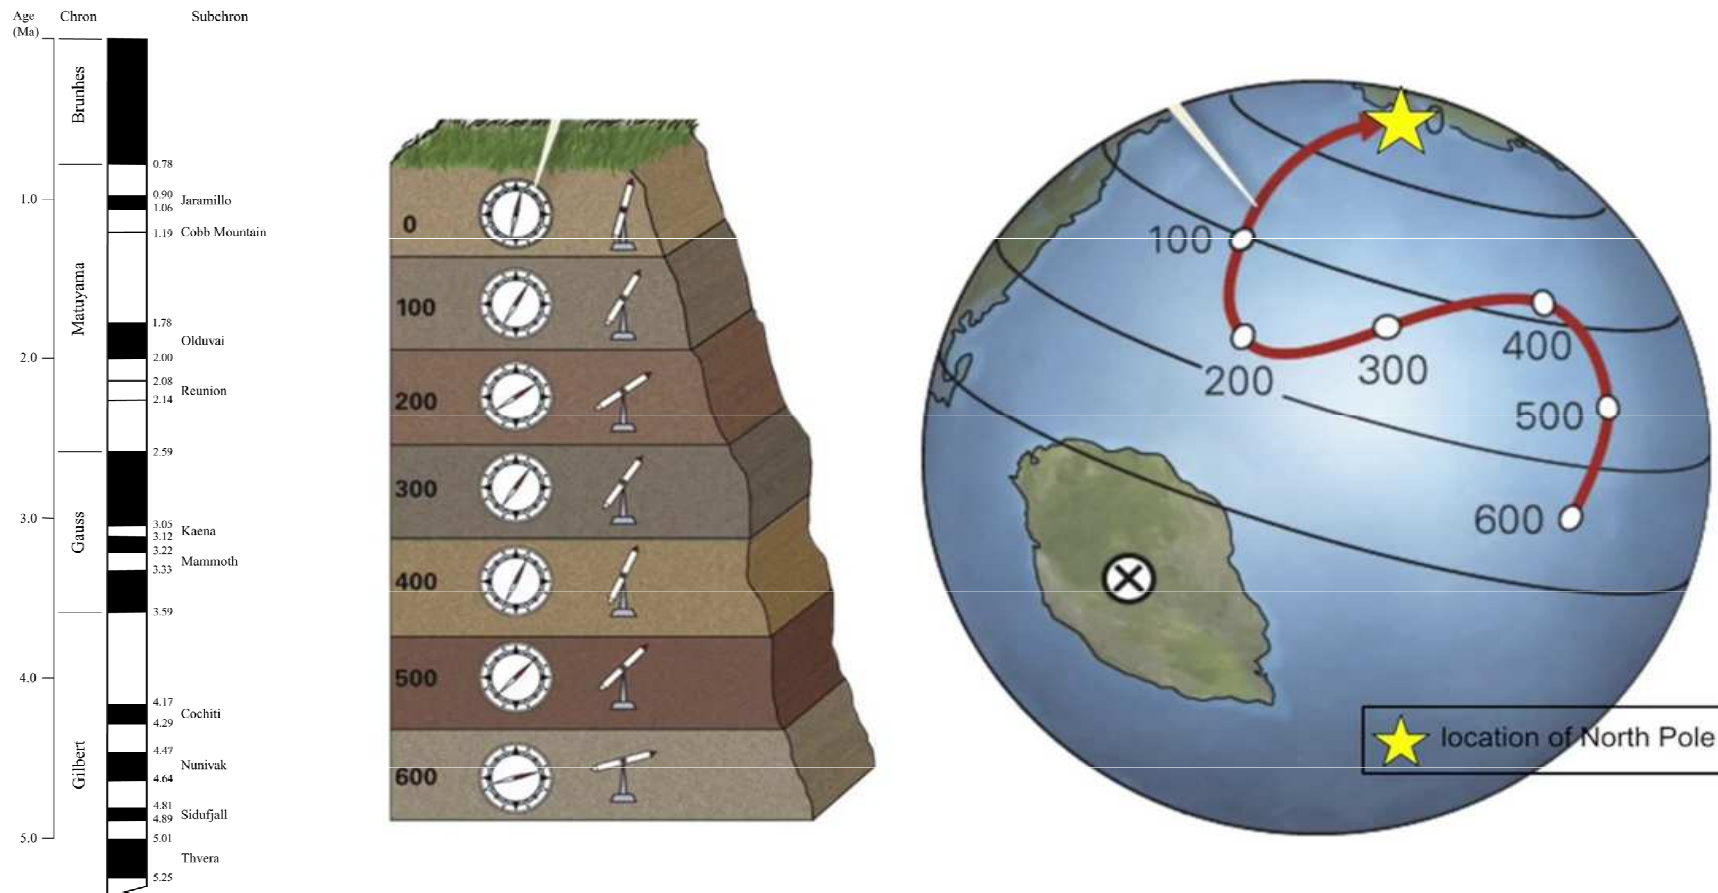 Age
(Ma)
Chron
Subchron
Brunhes
Matuyama
Gauss
Gilbert
1.0
2.0
3.0
4.0
5.0
0.78
0.90
1.06
1.19
1.78
2.00
2.08
2.14
2.59
3.05
3.12
3.22
3.33
3.59
4.17
4.29
4.47
4.64
4.81
4.89
5.01
5.25
Jaramillo
Cobb Mountain
Olduvai
Reunion
Kaena
Mammoth
Cochiti
Nunivak
Sidufjall
Thvera
0
100
200
300
400
500
600
0
100
200
300
400
500
600
location of North Pole